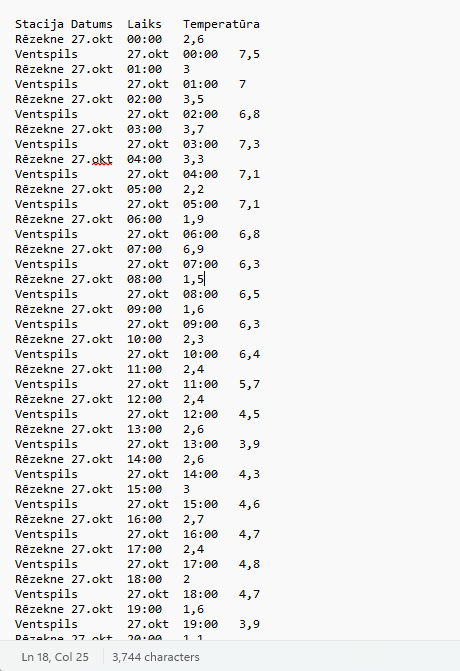 Stacija Datums Laiks Temperatūra
Rēzekne 27.okt 00:00 2,6
Ventspils 27.okt 00:00 7,5
Rēzekne 27.okt 01:00 3
Ventspils 27.okt 01:00 7
Rēzekne 27.okt 02:00 3,5
Ventspils 27.okt 02:00 6,8
Rēzekne 27.okt 03:00 3,7
Ventspils 27.okt 03:00 7,3
Rēzekne 27.okt 04:00 3,3
Ventspils 27.okt 04:00 7,1
Rēzekne 27.okt 05:00 2,2
Ventspils 27.okt 05:00 7,1
Rēzekne 27.okt 06:00 1,9
Ventspils 27.okt 06:00 6,8
Rēzekne 27.okt 07:00 6,9
Ventspils 27.okt 07:00 6,3
Rēzekne 27.okt 08:00 1,5
Ventspils 27.okt 08:00 6,5
Rēzekne 27.okt 09:00 1,6
Ventspils 27.okt 09:00 6,3
Rēzekne 27.okt 10:00 2,3
Ventspils 27.okt 10:00 6,4
Rēzekne 27.okt 11:00 2,4
Ventspils 27.okt 11:00 5,7
Rēzekne 27.okt 12:00 2,4
Ventspils 27.okt 12:00 4,5
Rēzekne 27.okt 13:00 2,6
Ventspils 27.okt 13:00 3,9
Rēzekne 27.okt 14:00 2,6
Ventspils 27.okt 14:00 4,3
Rēzekne 27.okt 15:00 3
Ventspils 27.okt 15:00 4,6
Rēzekne 27.okt 16:00 2,7
Ventspils 27.okt 16:00 4,7
Rēzekne 27.okt 17:00 2,4
Ventspils 27.okt 17:00 4,8
Rēzekne 27.okt 18:00 2
Ventspils 27.okt 18:00 4,7
Rēzekne 27.okt 19:00 1,6
Ventspils 27.okt 19:00 3,9
Rēzekne 27.okt 20:00 1,1
Ln 18, Col 25 3,744 characters